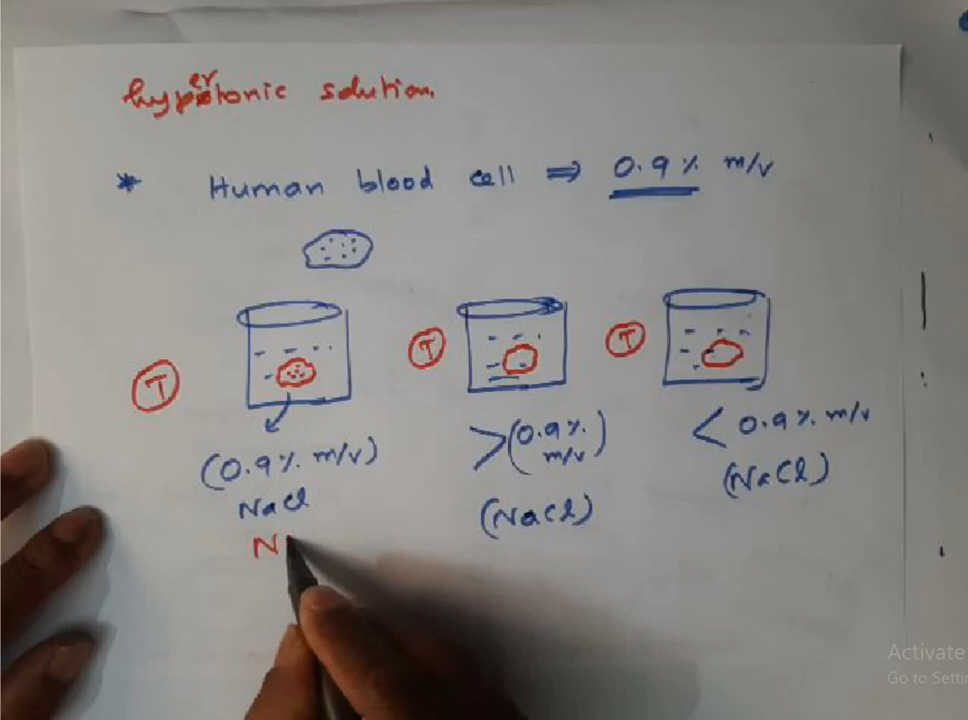 hypertonic solution.
* Human blood cell ⇒ 0.9% m/v
T T T
(0.9% m/v) >(0.9% m/v) < 0.9% m/v
NaCl (NaCl) (NaCl)
N
Activate
Go to Settin